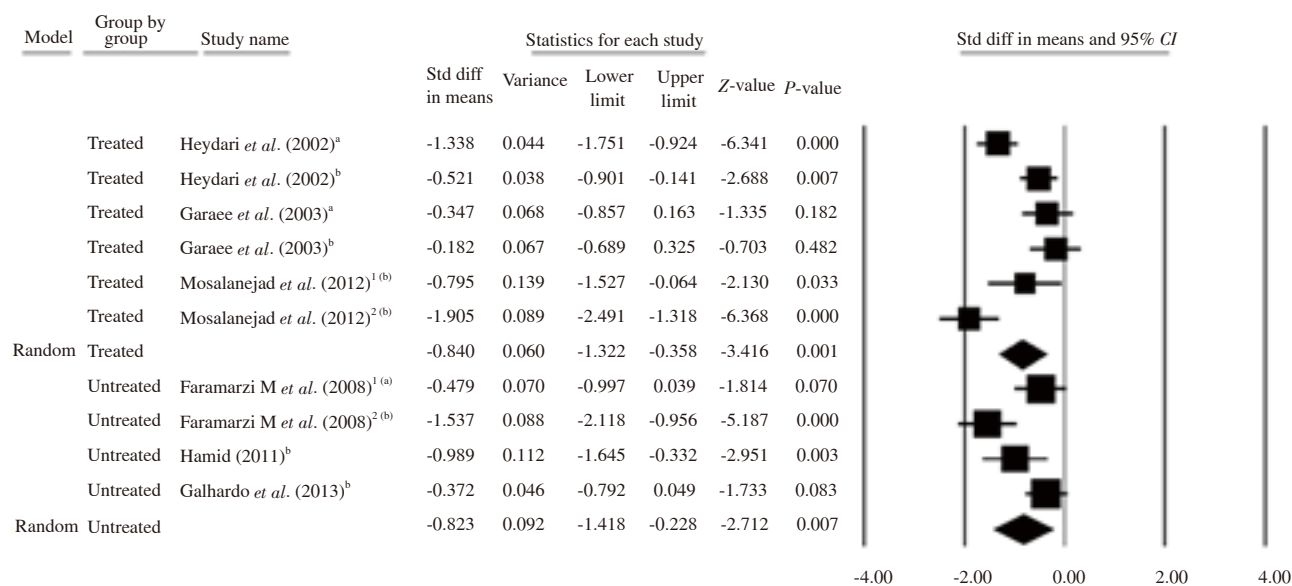 Model Group by group Study name Statistics for each study Std diff in means and 95% CI
Std diff in means Variance Lower limit Upper limit Z-value P-value
Treated Heydari et al. (2002)a -1.338 0.044 -1.751 -0.924 -6.341 0.000
Treated Heydari et al. (2002)b -0.521 0.038 -0.901 -0.141 -2.688 0.007
Treated Garaee et al. (2003)a -0.347 0.068 -0.857 0.163 -1.335 0.182
Treated Garaee et al. (2003)b -0.182 0.067 -0.689 0.325 -0.703 0.482
Treated Mosalanejad et al. (2012)1 (b) -0.795 0.139 -1.527 -0.064 -2.130 0.033
Treated Mosalanejad et al. (2012)2 (b) -1.905 0.089 -2.491 -1.318 -6.368 0.000
Random Treated -0.840 0.060 -1.322 -0.358 -3.416 0.001
Untreated Faramarzi M et al. (2008)1 (a) -0.479 0.070 -0.997 0.039 -1.814 0.070
Untreated Faramarzi M et al. (2008)2 (b) -1.537 0.088 -2.118 -0.956 -5.187 0.000
Untreated Hamid (2011)b -0.989 0.112 -1.645 -0.332 -2.951 0.003
Untreated Galhardo et al. (2013)b -0.372 0.046 -0.792 0.049 -1.733 0.083
Random Untreated -0.823 0.092 -1.418 -0.228 -2.712 0.007
-4.00 -2.00 0.00 2.00 4.00